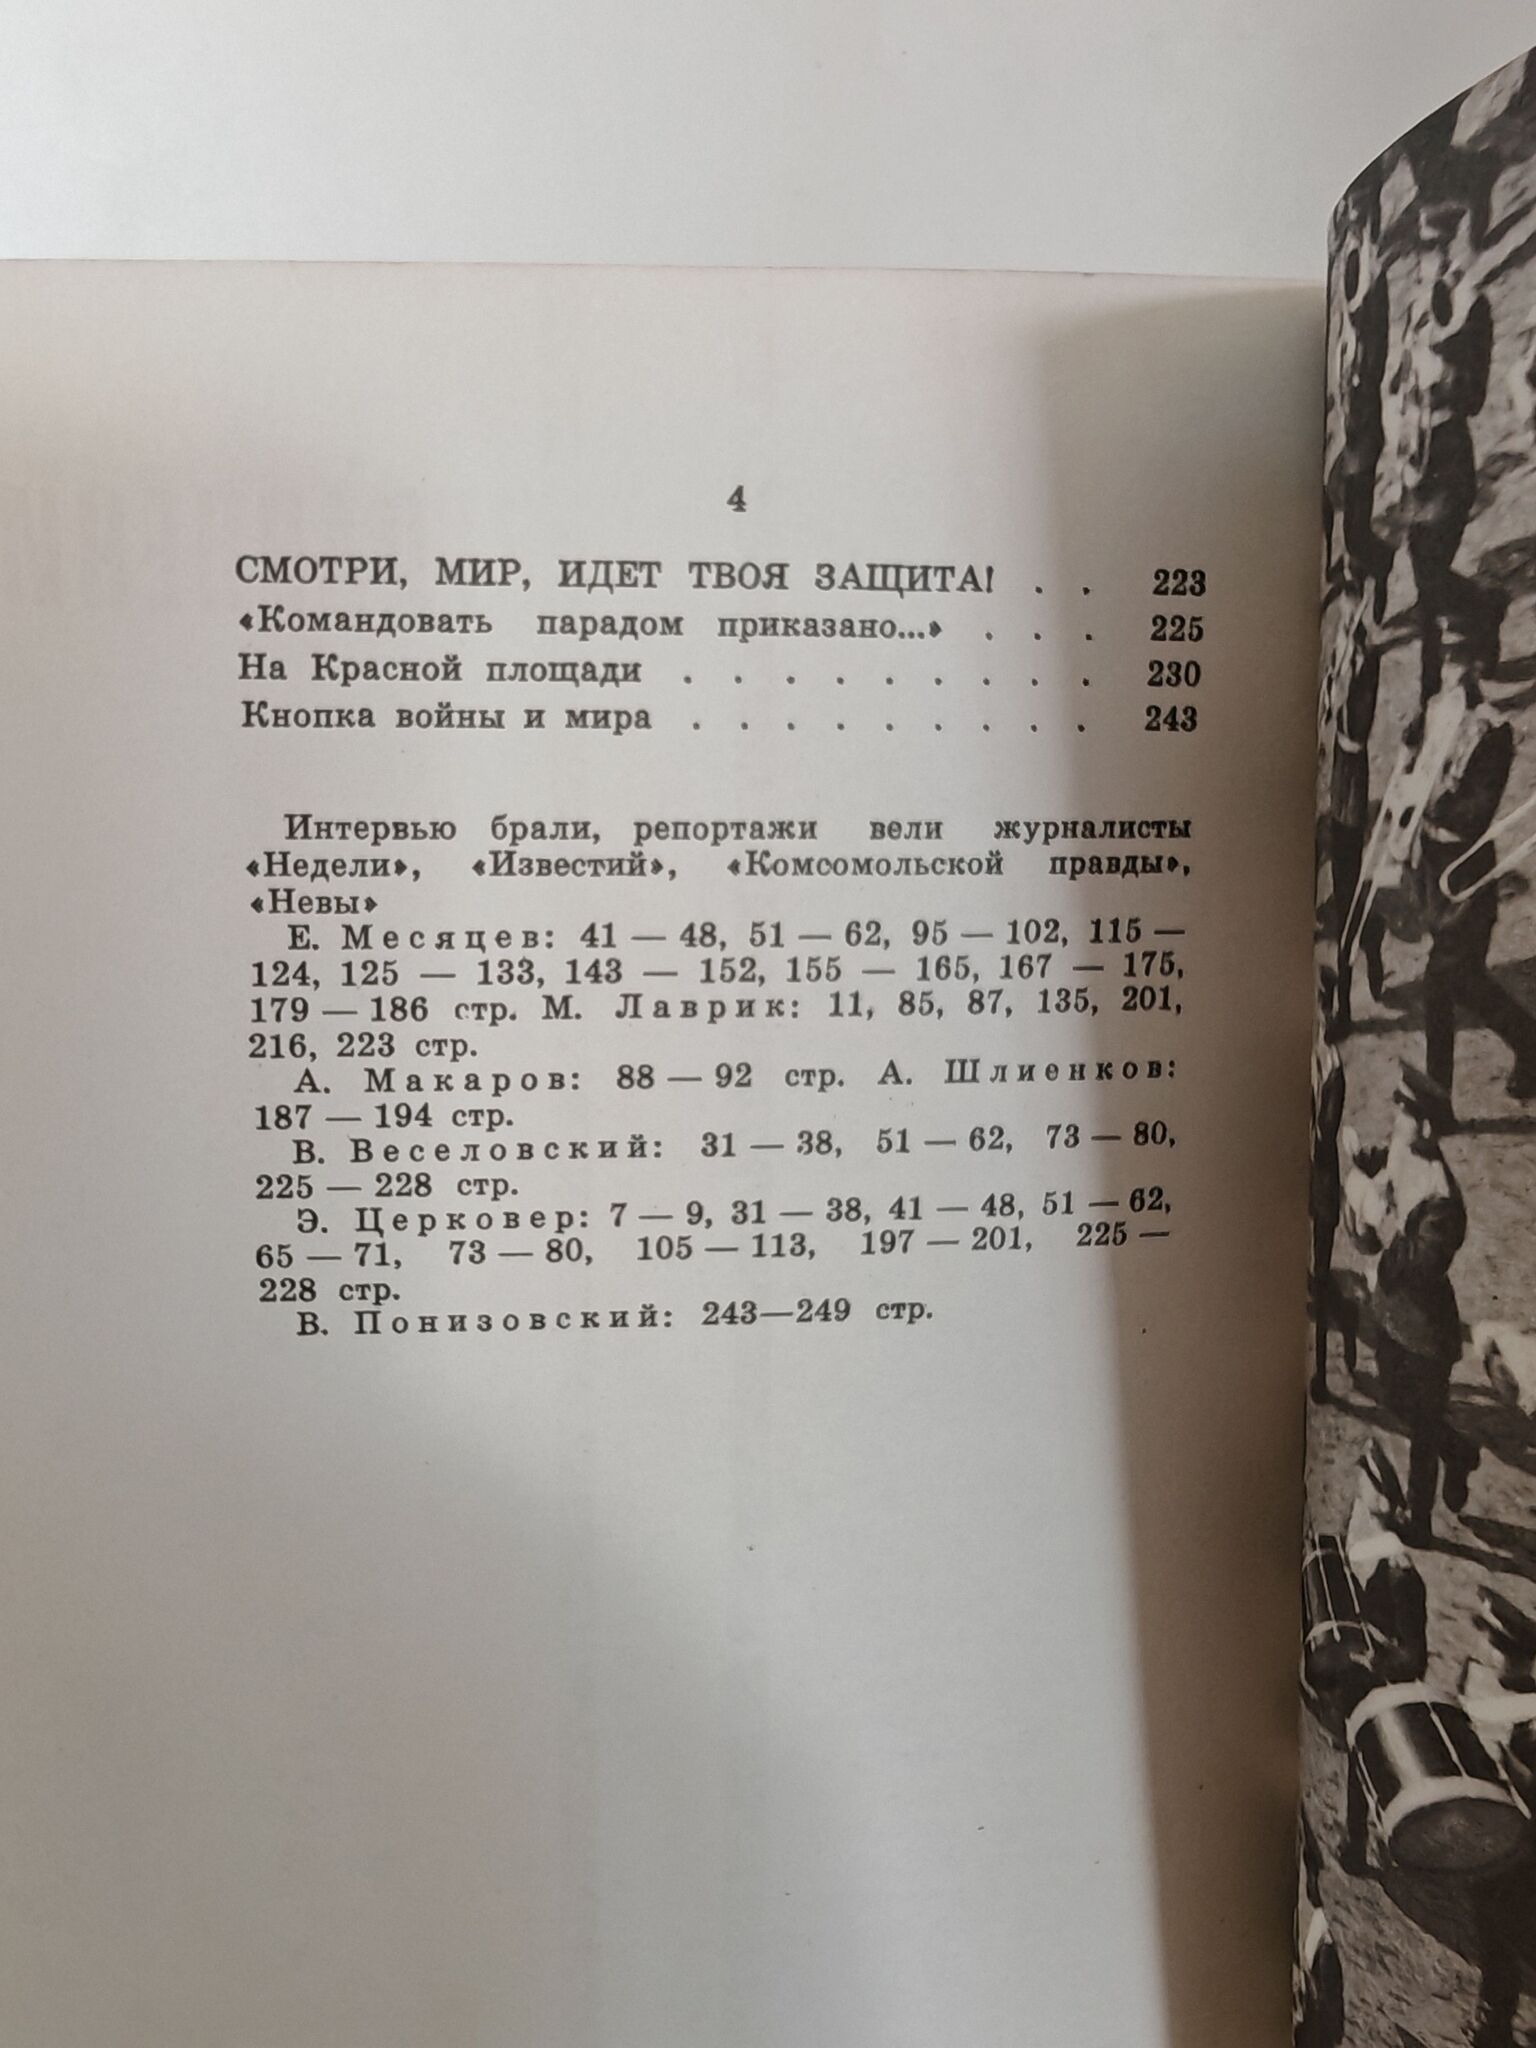 4
СМОТРИ, МИР, ИДЕТ ТВОЯ ЗАЩИТА! . . 223
«Командовать парадом приказано...» . . . 225
На Красной площади . . . . . . . . . 230
Кнопка войны и мира . . . . . . . . . 243
Интервью брали, репортажи вели журналисты
«Недели», «Известий», «Комсомольской правды»,
«Невы»
Е. Месяцев: 41 — 48, 51 — 62, 95 — 102, 115 —
124, 125 — 133, 143 — 152, 155 — 165, 167 — 175,
179 — 186 стр. М. Лаврик: 11, 85, 87, 135, 201,
216, 223 стр.
А. Макаров: 88 — 92 стр. А. Шлиенков:
187 — 194 стр.
В. Веселовский: 31 — 38, 51 — 62, 73 — 80,
225 — 228 стр.
Э. Церковер: 7 — 9, 31 — 38, 41 — 48, 51 — 62,
65 — 71, 73 — 80, 105 — 113, 197 — 201, 225 —
228 стр.
В. Понизовский: 243—249 стр.